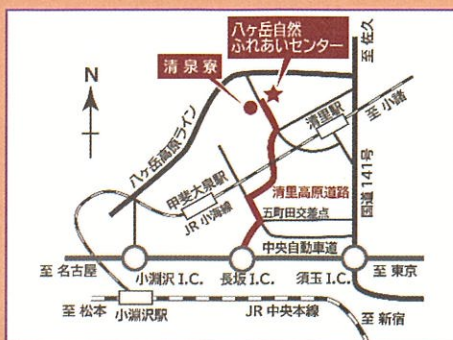 八ヶ岳自然
ふれあいセンター
至 佐久
清泉寮
N
清里駅
至 小諸
八ヶ岳高原ライン
甲斐大泉駅
JR 小海線
清里高原道路
国道 141号
五町田交差点
中央自動車道
至 名古屋
小淵沢 I.C.
長坂 I.C.
須玉 I.C.
至 東京
至 松本
小淵沢駅
JR 中央本線
至 新宿